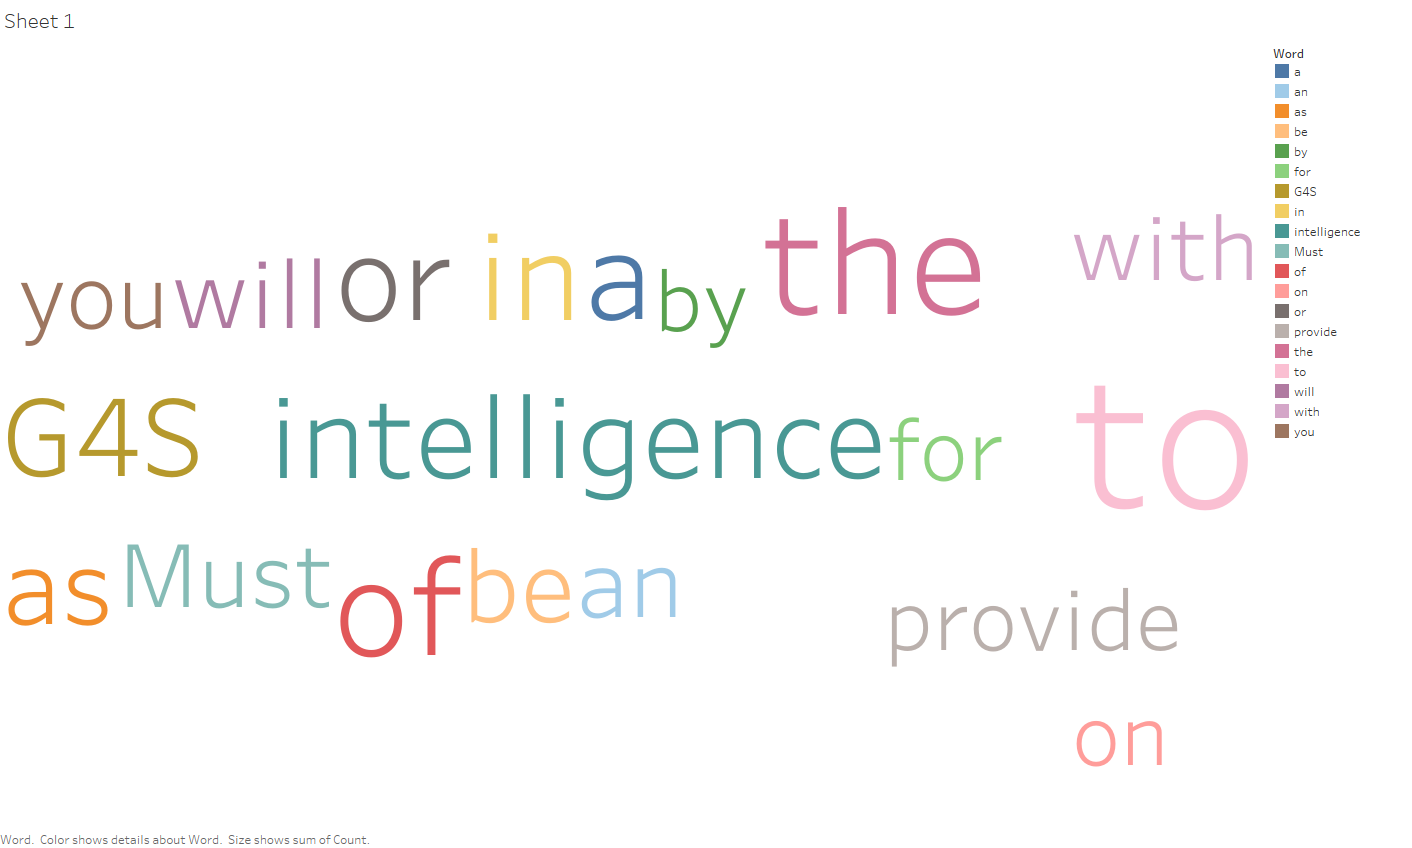 Sheet 1
you will or in a by the with
G4S intelligence for to
as Must of be an provide
on
Word
a
an
as
be
by
for
G4S
in
intelligence
Must
of
on
or
provide
the
to
will
with
you
Word. Color shows details about Word. Size shows sum of Count.